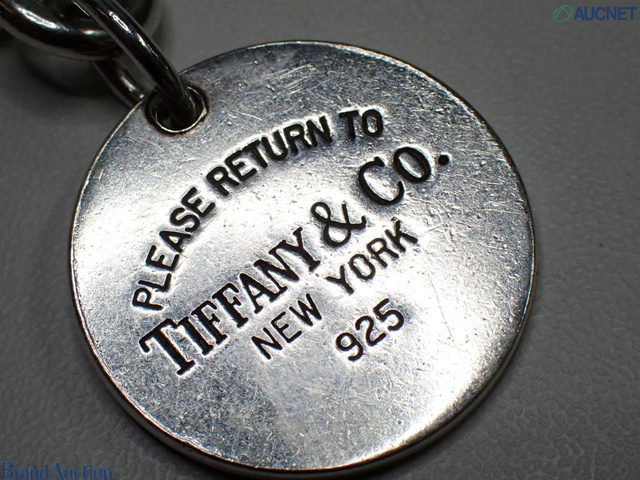 AUCNET
PLEASE RETURN TO
TIFFANY & CO.
NEW YORK
925
Brand Auction